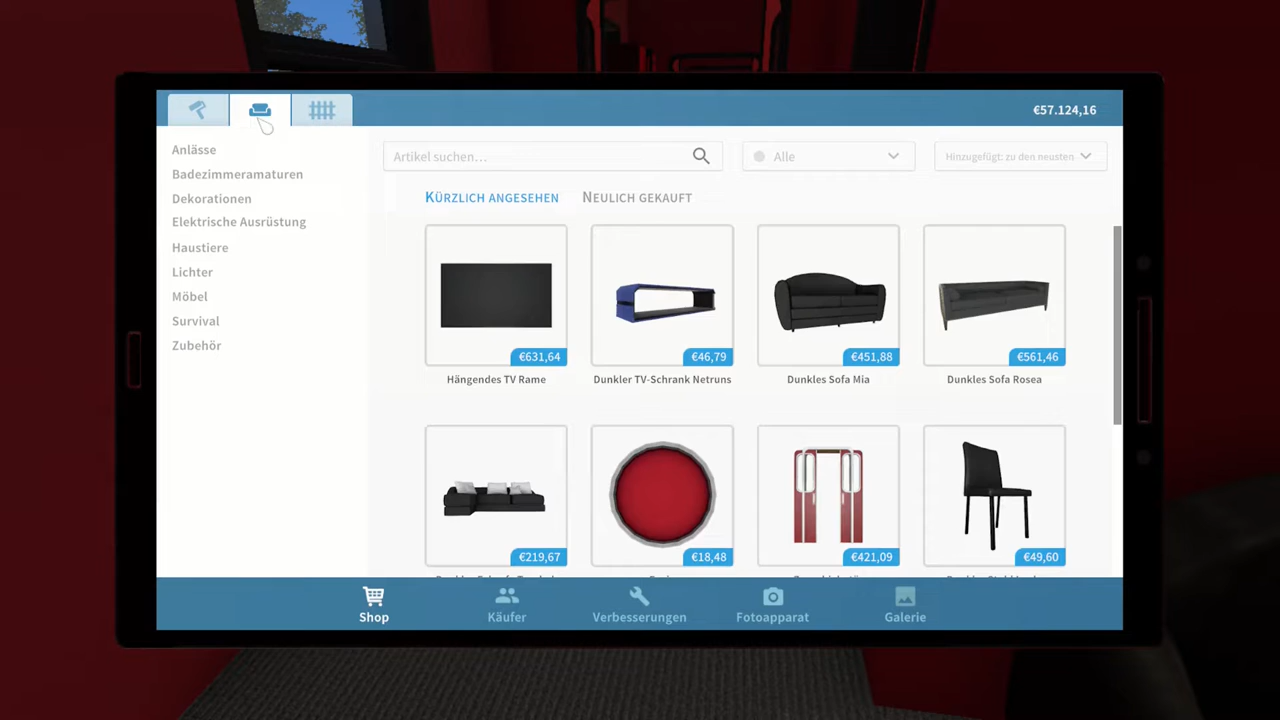 €57.124,16
Anlässe
Badezimmeramaturen
Dekorationen
Elektrische Ausrüstung
Haustiere
Lichter
Möbel
Survival
Zubehör
Artikel suchen...
Alle
Hinzugefügt: zu den neusten
KÜRZLICH ANGESEHEN
NEULICH GEKAUFT
€631,64
€46,79
€451,88
€561,46
Hängendes TV Rame
Dunkler TV-Schrank Netruns
Dunkles Sofa Mia
Dunkles Sofa Rosea
€219,67
€18,48
€421,09
€49,60
Shop
Käufer
Verbesserungen
Fotoapparat
Galerie